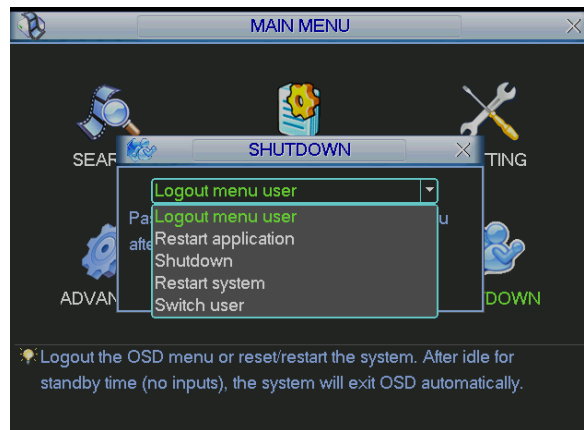 MAIN MENU
SEAR
TING
SHUTDOWN
Logout menu user
Pa
u
Logout menu user
afte
Restart application
Shutdown
Restart system
Switch user
ADVAN
DOWN
Logout the OSD menu or reset/restart the system. After idle for
standby time (no inputs), the system will exit OSD automatically.